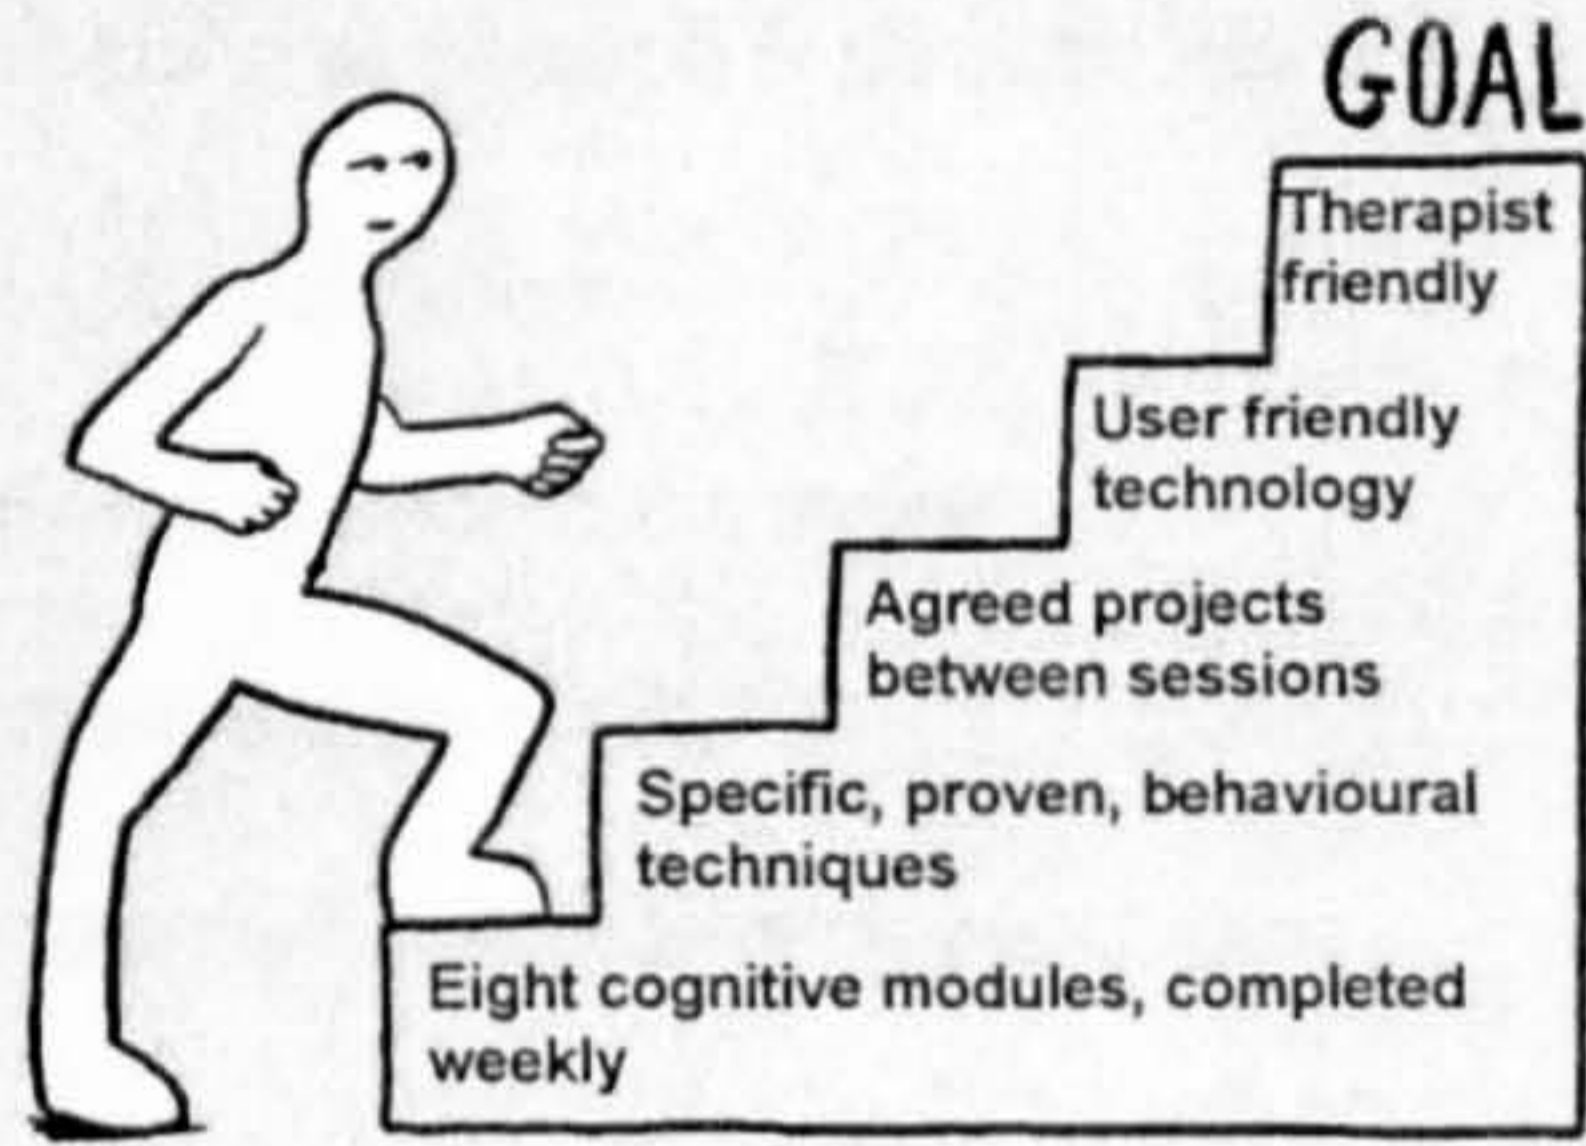 GOAL
Therapist
friendly
User friendly
technology
Agreed projects
between sessions
Specific, proven, behavioural
techniques
Eight cognitive modules, completed
weekly